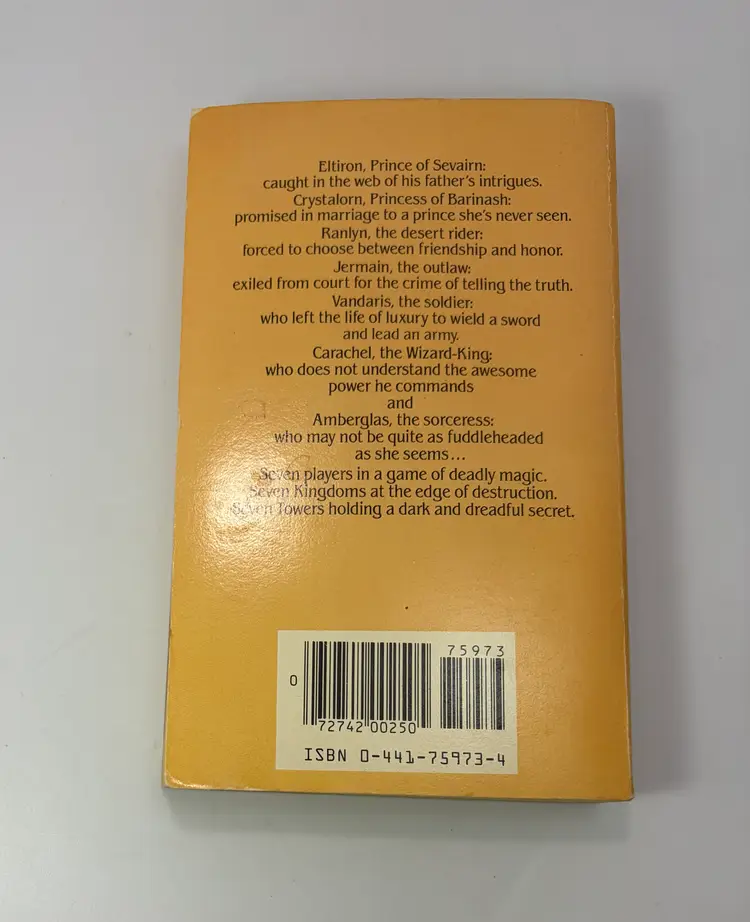 Eltiron, Prince of Sevairn:
caught in the web of his father's intrigues.
Crystalorn, Princess of Barinash:
promised in marriage to a prince she's never seen.
Ranlyn, the desert rider:
forced to choose between friendship and honor.
Jermain, the outlaw:
exiled from court for the crime of telling the truth.
Vandaris, the soldier:
who left the life of luxury to wield a sword
and lead an army.
Carachel, the Wizard-King:
who does not understand the awesome
power he commands
and
Amberglas, the sorceress:
who may not be quite as fuddleheaded
as she seems...
Seven players in a game of deadly magic.
Seven Kingdoms at the edge of destruction.
Seven Towers holding a dark and dreadful secret.
75973
0
72742 00250
ISBN 0-441-75973-4